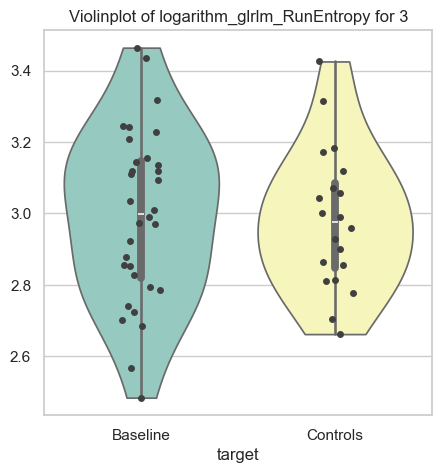 Violinplot of logarithm_glrlm_RunEntropy for 3
3.4
3.2
3.0
2.8
2.6
Baseline Controls
target